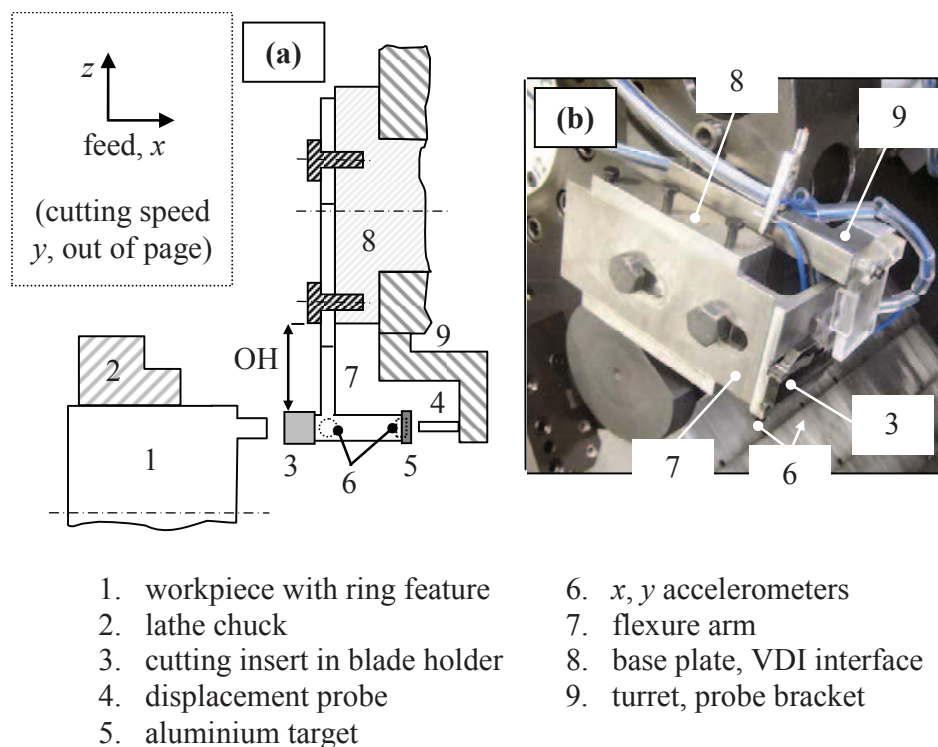 z
feed, x
(cutting speed
y, out of page)
(a)
8
9
OH
7
4
2
1
3
6
5
(b)
8
9
7
6
3
1. workpiece with ring feature
2. lathe chuck
3. cutting insert in blade holder
4. displacement probe
5. aluminium target
6. x, y accelerometers
7. flexure arm
8. base plate, VDI interface
9. turret, probe bracket